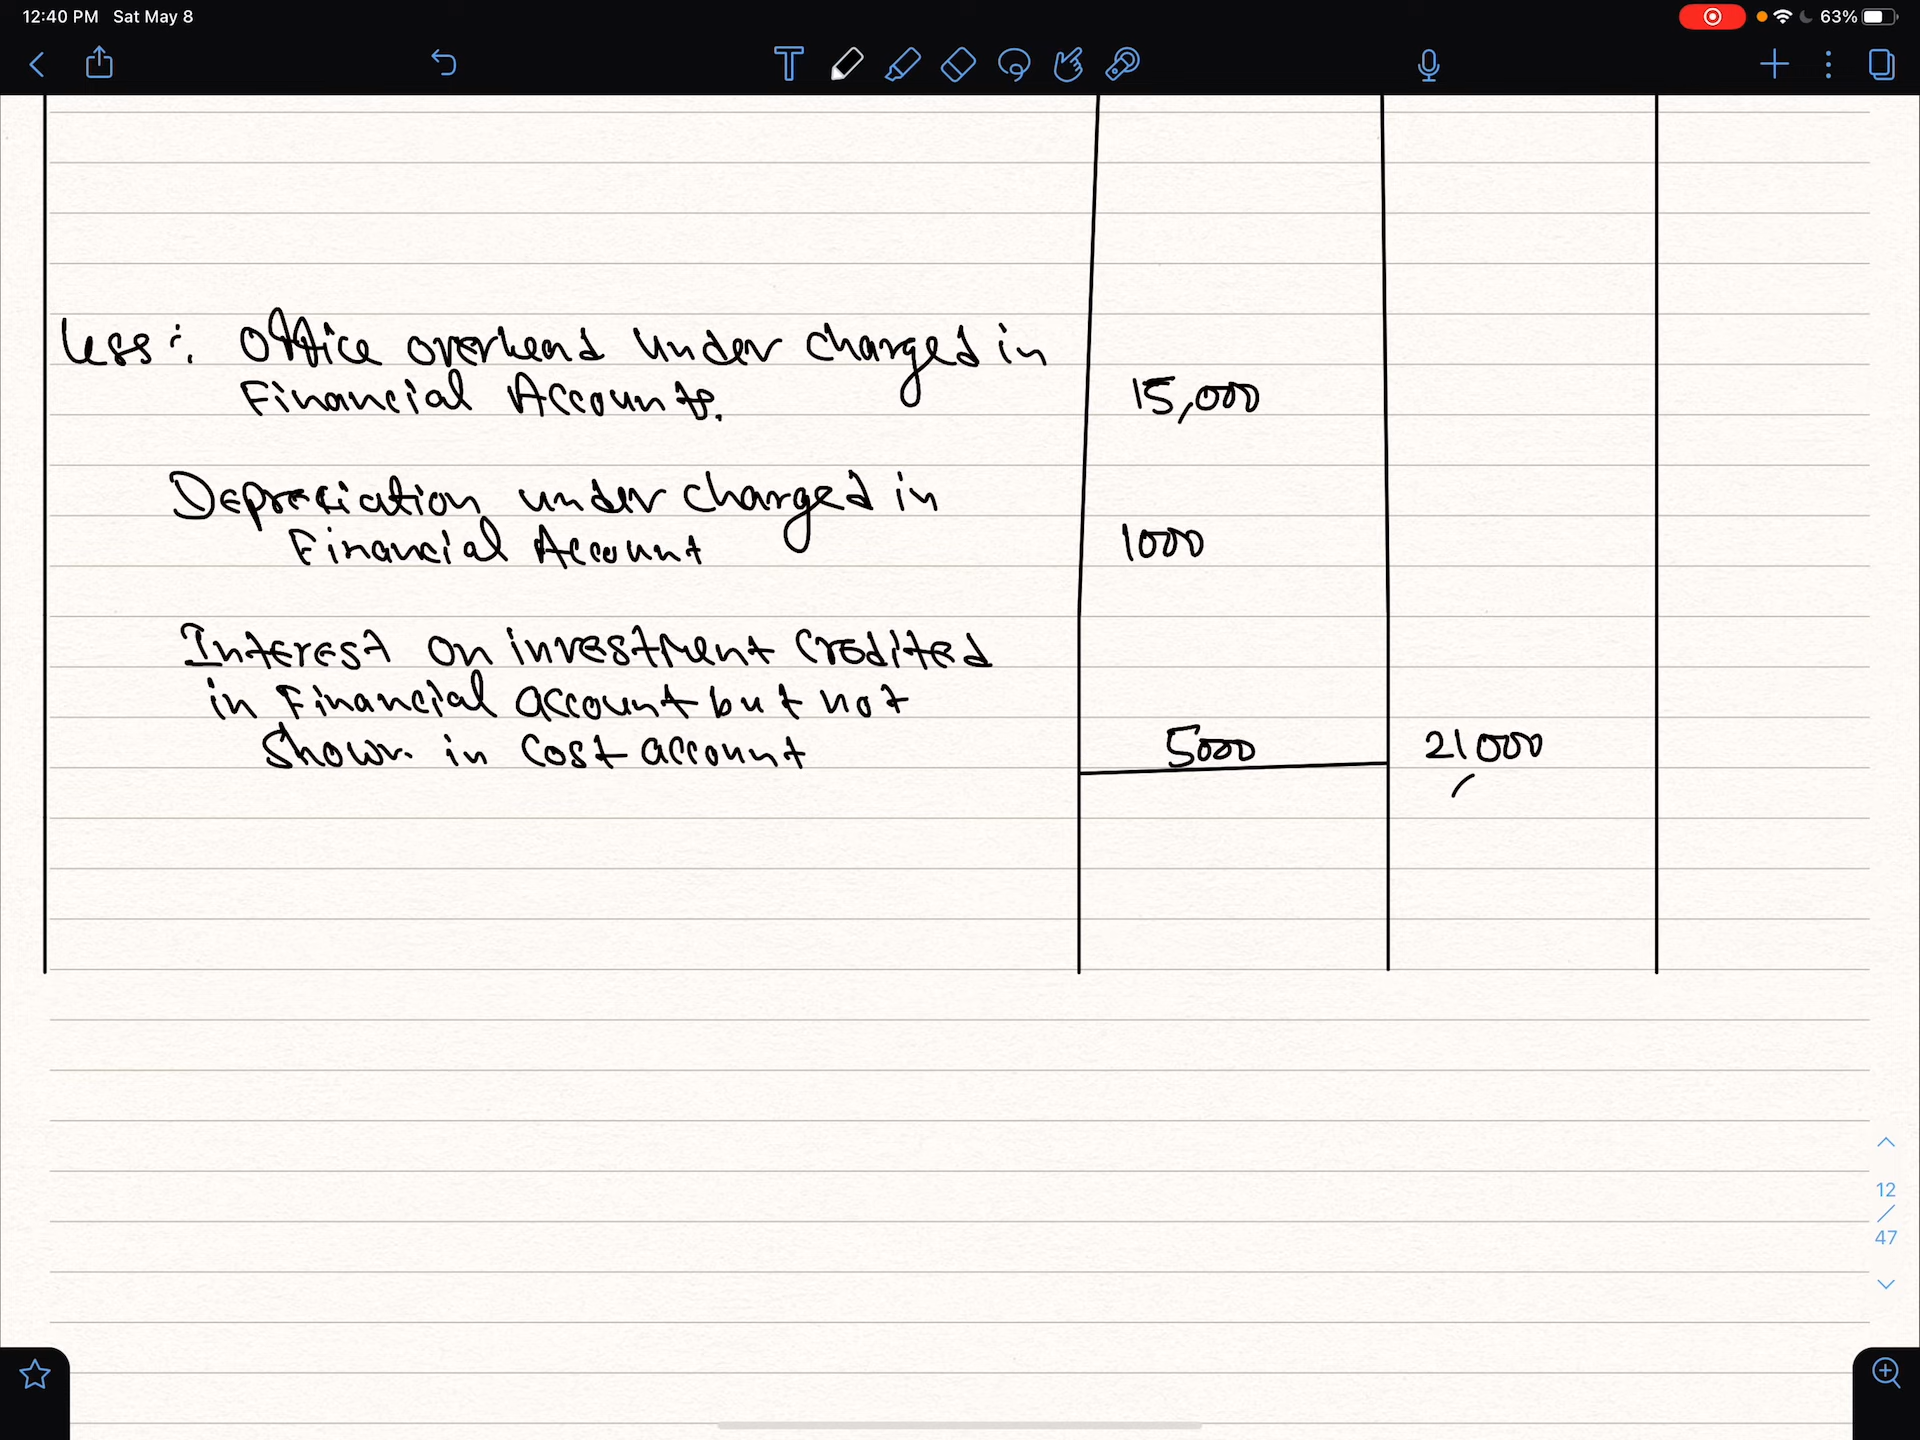 12:40 PM Sat May 8
63%
Less:. Office overhead under charged in
Financial Accounts.
15,000
Depreciation under charged in
Financial Account
1000
Interest on investment credited
in Financial account but not
Shown in cost account
5000 21000
12
/
47